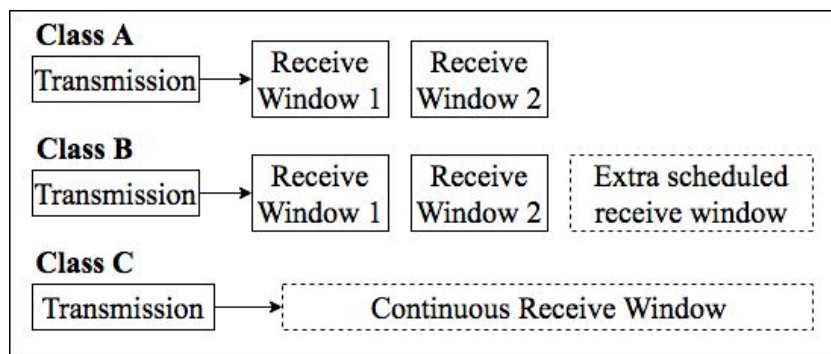 Class A
Transmission
Receive
Window 1
Receive
Window 2
Class B
Transmission
Receive
Window 1
Receive
Window 2
Extra scheduled
receive window
Class C
Transmission
Continuous Receive Window